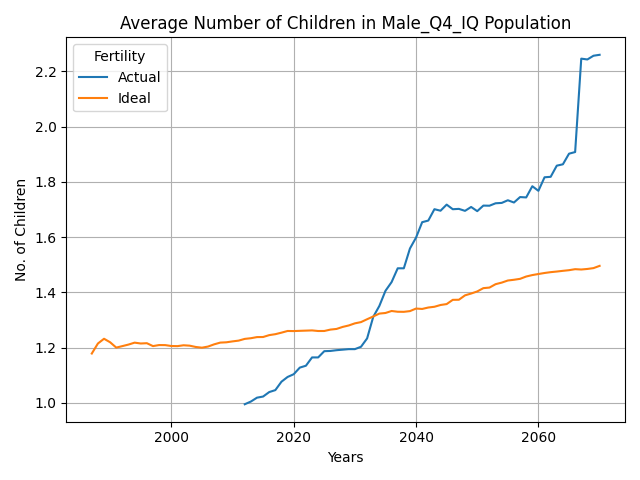 Average Number of Children in Male_Q4_IQ Population
Fertility
Actual
Ideal
No. of Children
2.2
2.0
1.8
1.6
1.4
1.2
1.0
2000
2020
2040
2060
Years